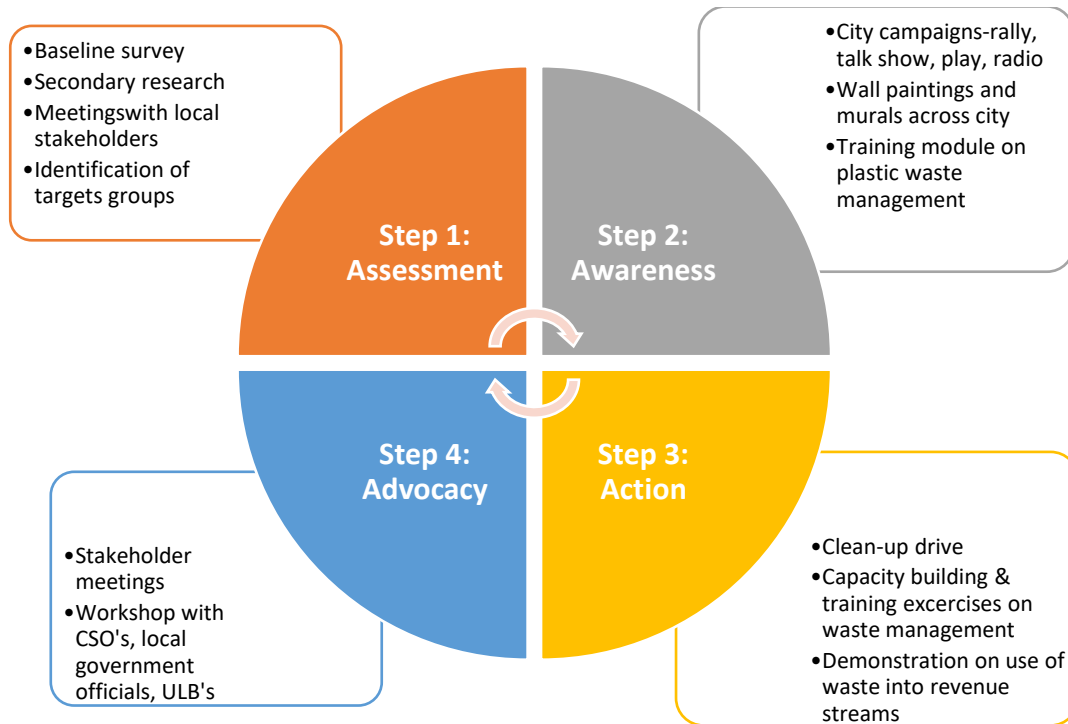 •Baseline survey
•Secondary research
•Meetingswith local
stakeholders
•Identification of
targets groups
Step 1:
Assessment
•City campaigns-rally,
talk show, play, radio
•Wall paintings and
murals across city
•Training module on
plastic waste
management
Step 2:
Awareness
Step 3:
Action
•Clean-up drive
•Capacity building &
training excercises on
waste management
•Demonstration on use of
waste into revenue
streams
Step 4:
Advocacy
•Stakeholder
meetings
•Workshop with
CSO's, local
government
officials, ULB's